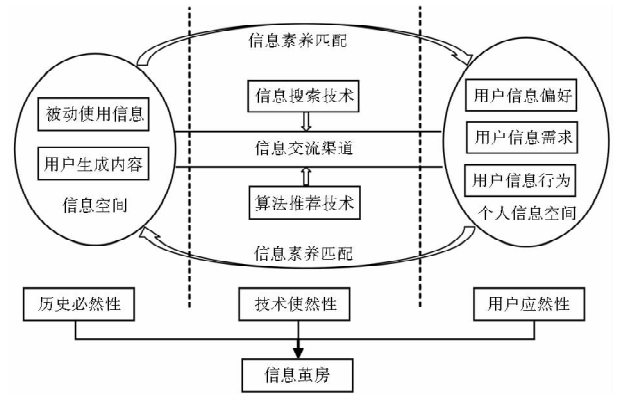 信息素养匹配
被动使用信息
用户生成内容
信息空间
信息搜索技术
信息交流渠道
算法推荐技术
用户信息偏好
用户信息需求
用户信息行为
个人信息空间
信息素养匹配
历史必然性
技术使然性
用户应然性
信息茧房